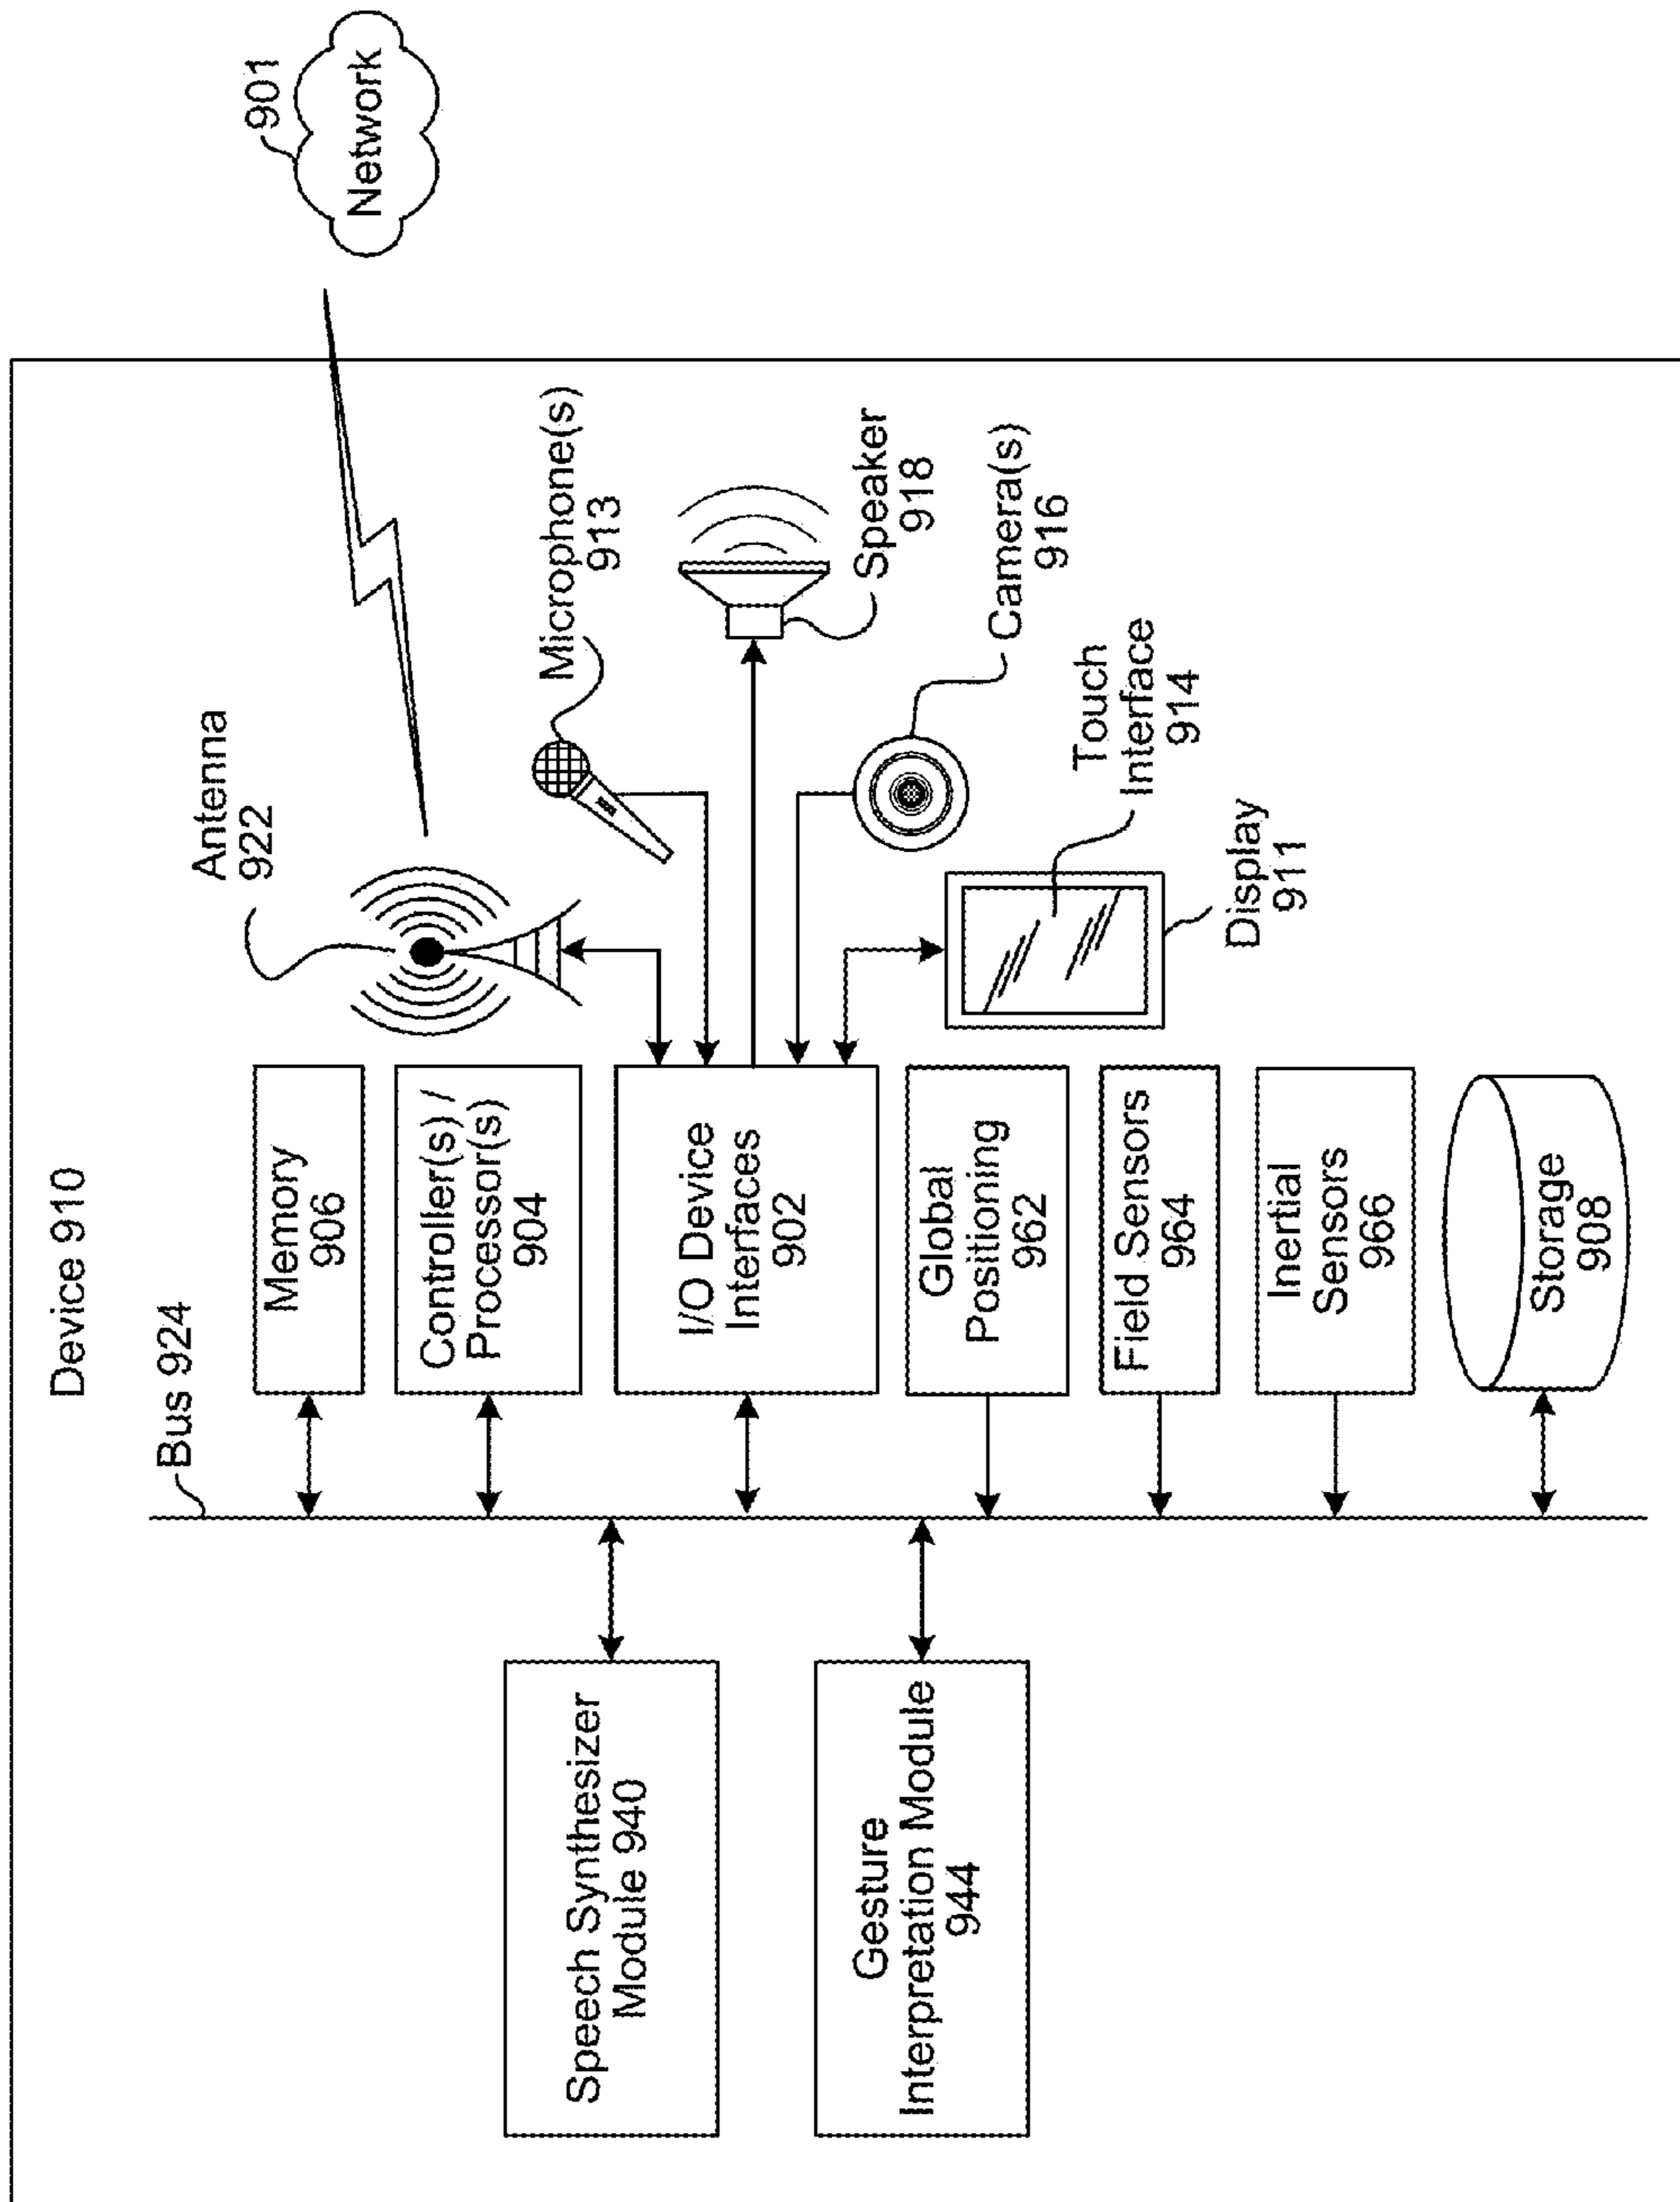 Device 910
Bus 924
Speech Synthesizer
Module 940
Gesture
Interpretation Module
944
Memory
906
Controller(s) /
Processor(s)
904
I/O Device
Interfaces
902
Global
Positioning
962
Field Sensors
964
Inertial
Sensors
966
Storage
908
Antenna
922
Microphone(s)
913
Speaker
918
Camera(s)
916
Touch
Interface
914
Display
911
901
Network